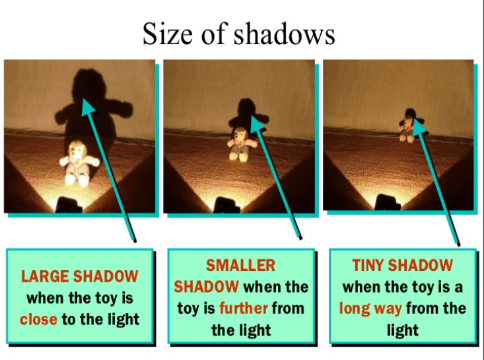 Size of shadows
LARGE SHADOW
when the toy is
close to the light
SMALLER
SHADOW when the
toy is further from
the light
TINY SHADOW
when the toy is a
long way from the
light